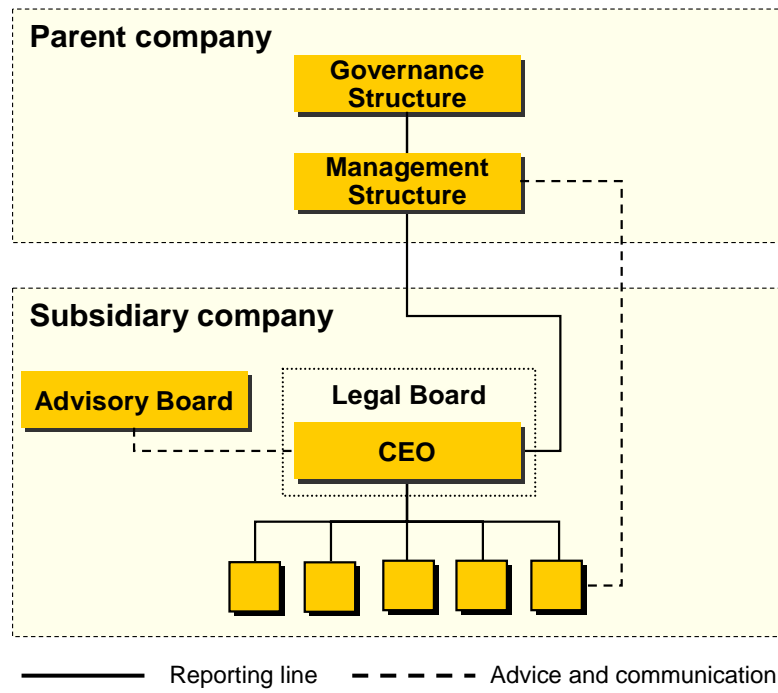 Parent company
Governance
Structure
Management
Structure
Subsidiary company
Legal Board
Advisory Board
CEO
Reporting line
Advice and communication